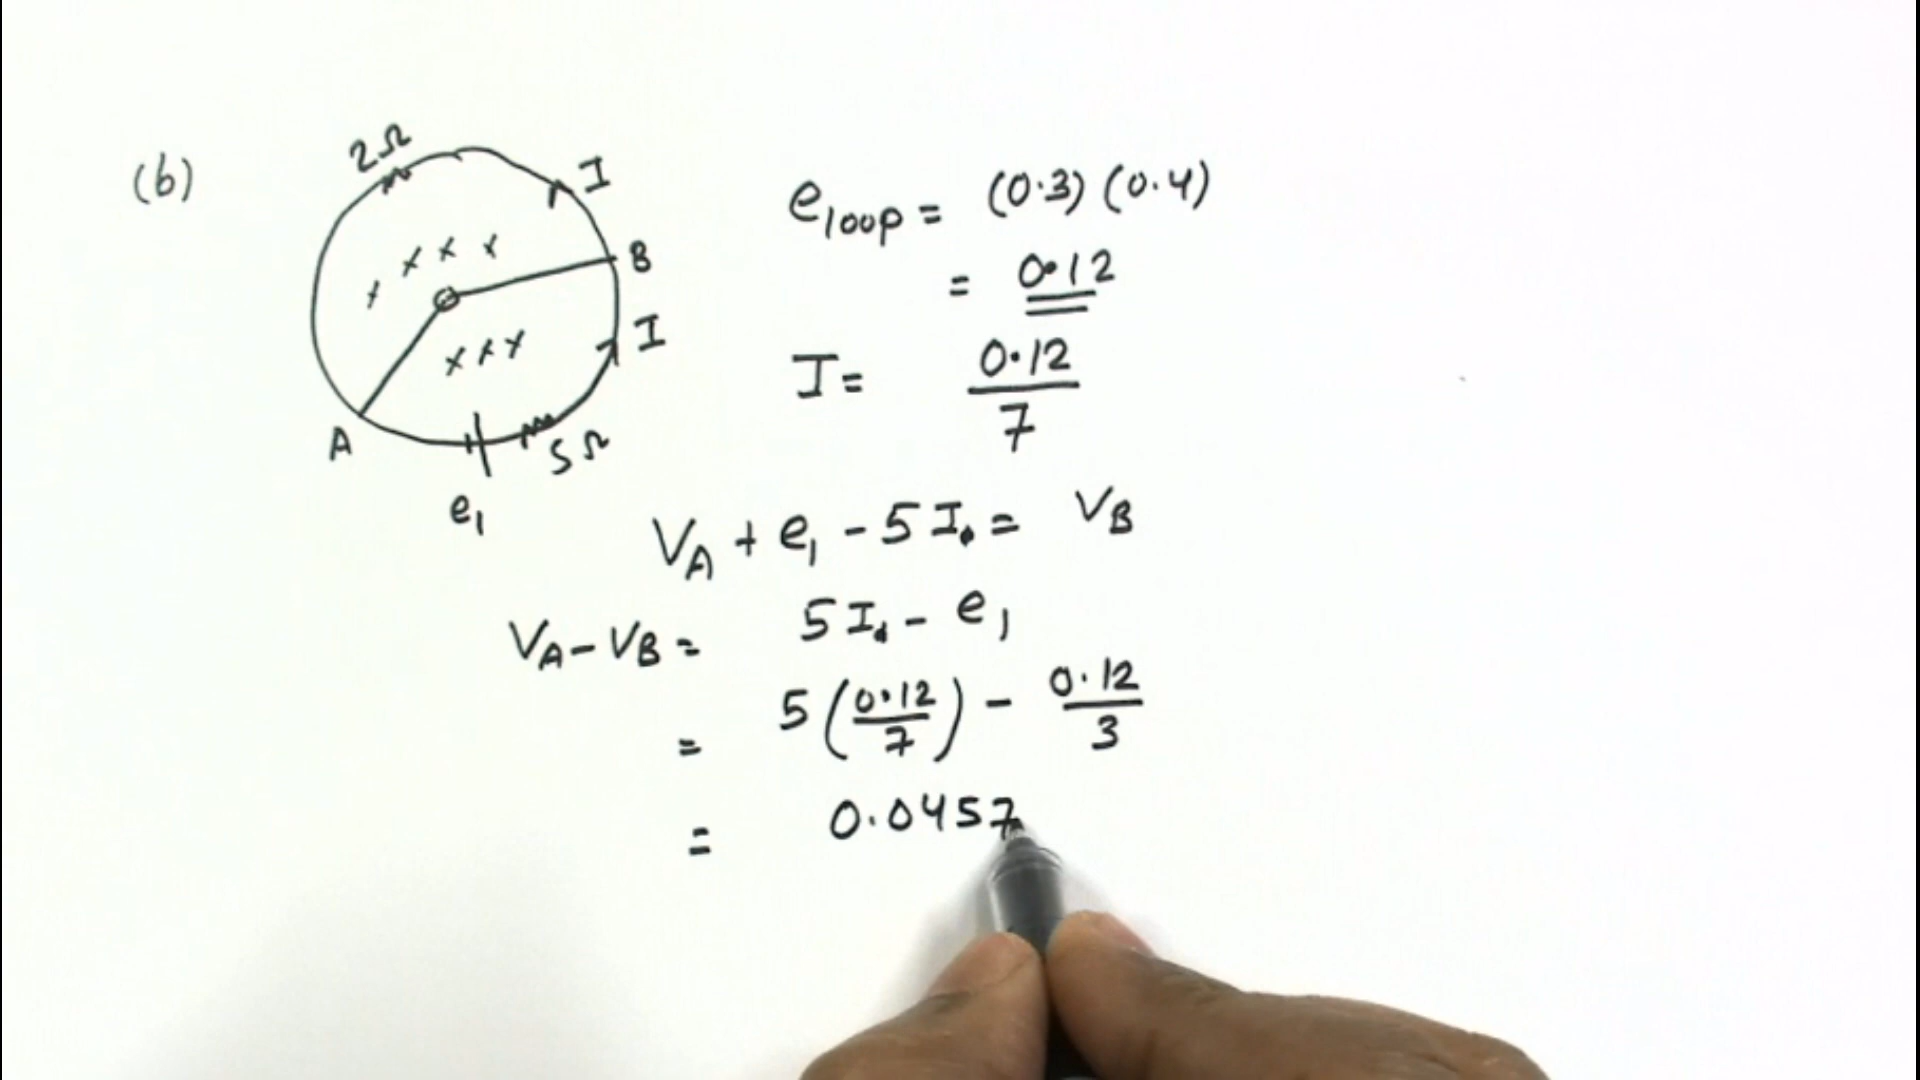 (b)
2Ω
I
B
I
A
5Ω
e₁
e loop = (0.3) (0.4)
= 0.12
I = 0.12/7
V_A + e₁ - 5I = V_B
V_A - V_B = 5I - e₁
= 5(0.12/7) - 0.12/3
= 0.0457